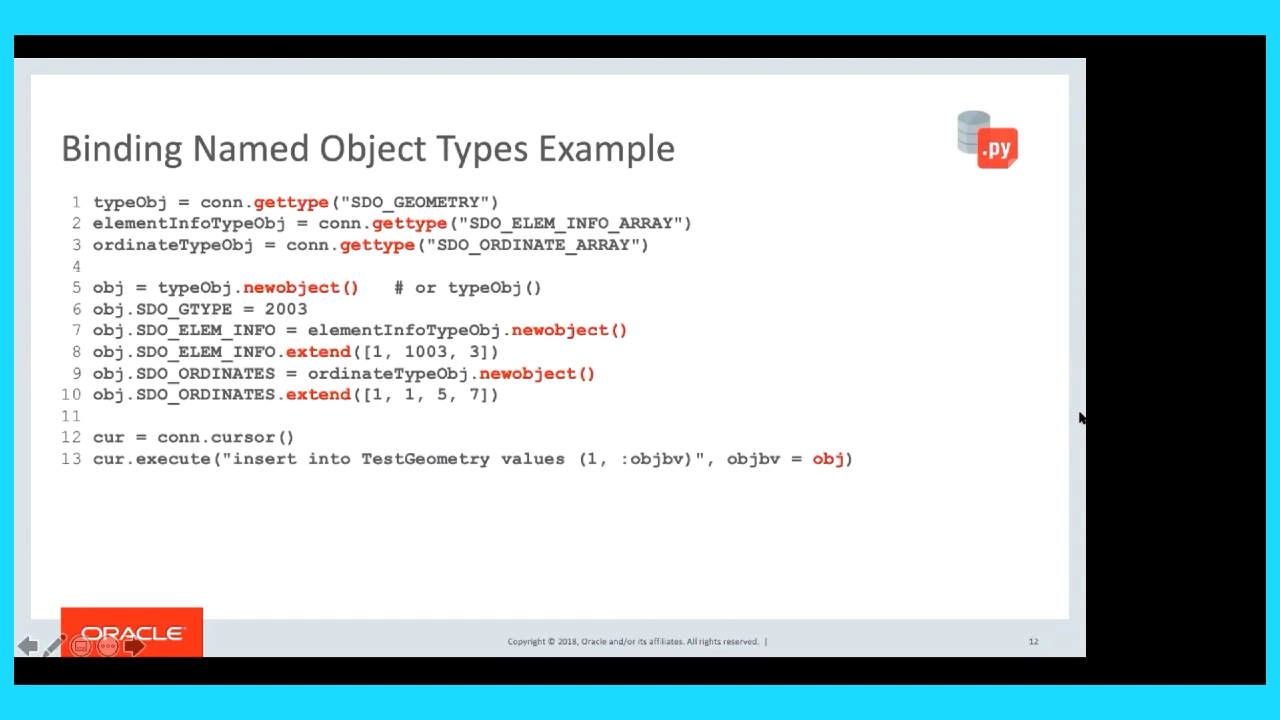 Binding Named Object Types Example
.py
1 typeObj = conn.gettype("SDO_GEOMETRY")
2 elementInfoTypeObj = conn.gettype("SDO_ELEM_INFO_ARRAY")
3 ordinateTypeObj = conn.gettype("SDO_ORDINATE_ARRAY")
4
5 obj = typeObj.newobject() # or typeObj()
6 obj.SDO_GTYPE = 2003
7 obj.SDO_ELEM_INFO = elementInfoTypeObj.newobject()
8 obj.SDO_ELEM_INFO.extend([1, 1003, 3])
9 obj.SDO_ORDINATES = ordinateTypeObj.newobject()
10 obj.SDO_ORDINATES.extend([1, 1, 5, 7])
11
12 cur = conn.cursor()
13 cur.execute("insert into TestGeometry values (1, :objbv)", objbv = obj)
ORACLE®
Copyright © 2018, Oracle and/or its affiliates. All rights reserved. |
12